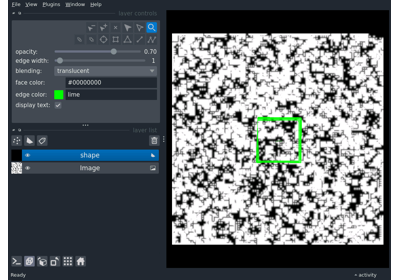 File View Plugins Window Help
layer controls
opacity: 0.70
edge width: 1
blending: translucent
face color: #00000000
edge color: lime
display text:
layer list
shape
Image
Ready
activity